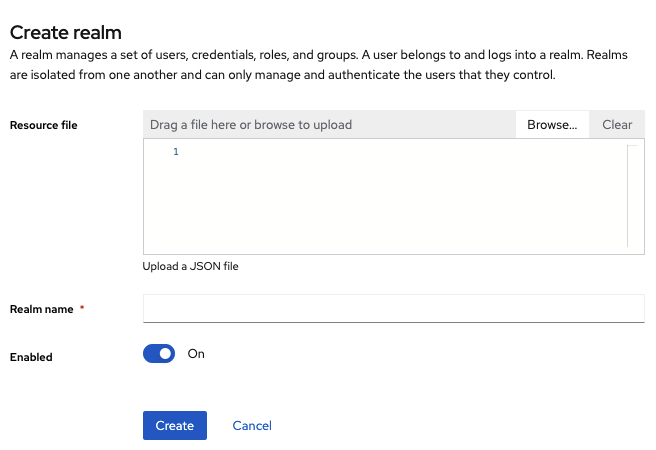 Create realm
A realm manages a set of users, credentials, roles, and groups. A user belongs to and logs into a realm. Realms
are isolated from one another and can only manage and authenticate the users that they control.
Resource file
Drag a file here or browse to upload
Browse...
Clear
1
Upload a JSON file
Realm name *
Enabled
On
Create
Cancel